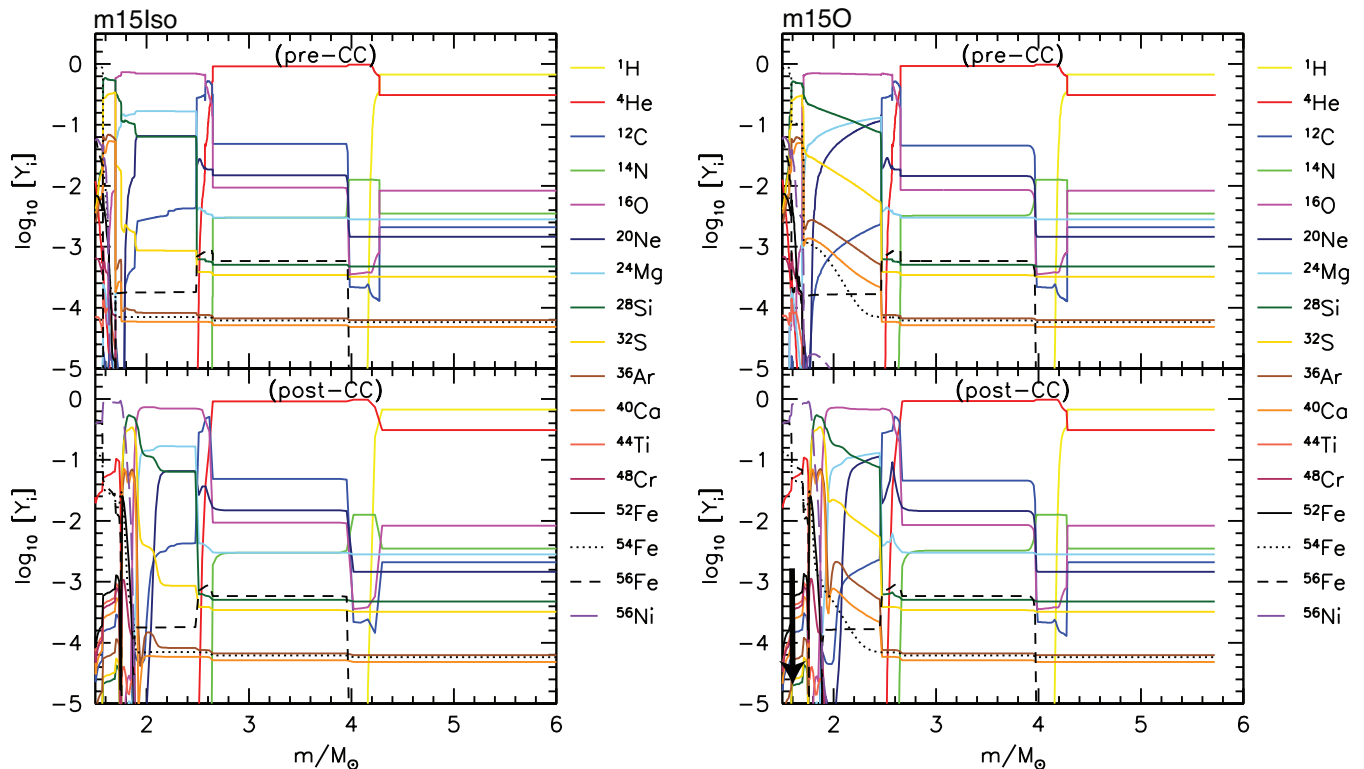 m15Iso
(pre-CC)
0
−1
−2
−3
−4
−5
log₁₀ [Yᵢ]
¹H
⁴He
¹²C
¹⁴N
¹⁶O
²⁰Ne
²⁴Mg
²⁸Si
³²S
³⁶Ar
⁴⁰Ca
⁴⁴Ti
⁴⁸Cr
⁵²Fe
⁵⁴Fe
⁵⁶Fe
⁵⁶Ni
(post-CC)
0
−1
−2
−3
−4
−5
log₁₀ [Yᵢ]
2 3 4 5 6
m/M☉
m15O
(pre-CC)
0
−1
−2
−3
−4
−5
log₁₀ [Yᵢ]
¹H
⁴He
¹²C
¹⁴N
¹⁶O
²⁰Ne
²⁴Mg
²⁸Si
³²S
³⁶Ar
⁴⁰Ca
⁴⁴Ti
⁴⁸Cr
⁵²Fe
⁵⁴Fe
⁵⁶Fe
⁵⁶Ni
(post-CC)
0
−1
−2
−3
−4
−5
log₁₀ [Yᵢ]
2 3 4 5 6
m/M☉